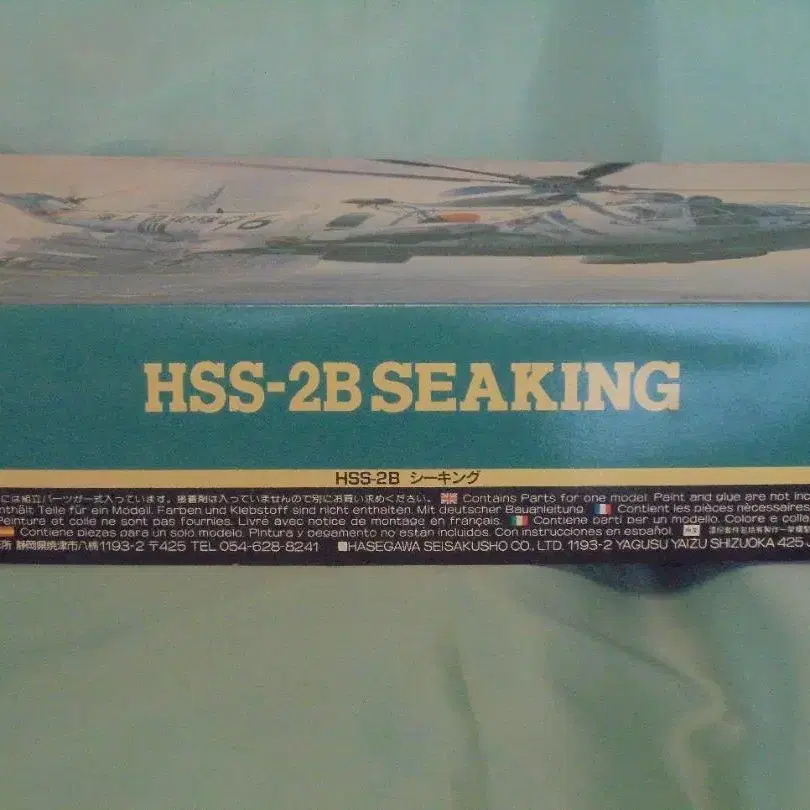 HSS-2B SEAKING
HSS-2B シーキング
には組立パーツが一式入っています。接着剤は入っていませんので別にお買い求めください。 Contains Parts for one model. Paint and glue are not inc
nthält Teile für ein Modell. Farben und Klebstoff sind nicht enthalten. Mit deutscher Bauanleitung. Contient les pièces nécessaires
Peinture et colle ne sont pas fournies. Livré avec notice de montage en français. Contiene parti per un modello. Colore e colla
Contiene piezas para un solo modelo. Pintura y pegamento no están incluidos. Con instrucciones en español.
所 静岡県焼津市八楠1193-2 〒425 TEL 054-628-8241 ■HASEGAWA SEISAKUSHO CO., LTD. 1193-2 YAGUSU YAIZU SHIZUOKA 425 J